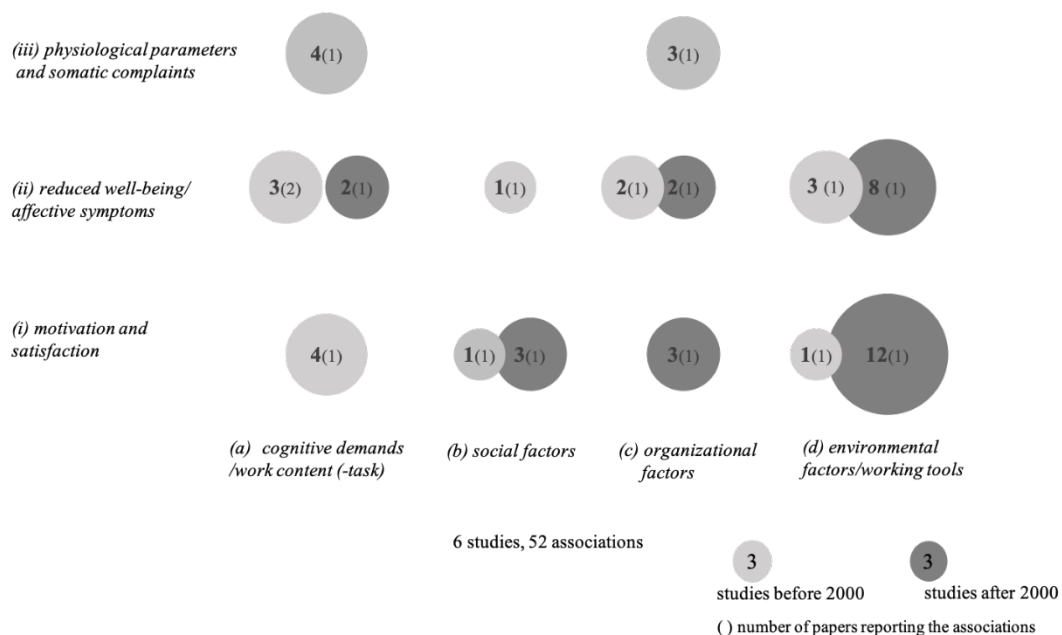 (iii) physiological parameters
and somatic complaints
4(1)
3(1)
(ii) reduced well-being/
affective symptoms
3(2)
2(1)
1(1)
2(1)
2(1)
3 (1)
8 (1)
(i) motivation and
satisfaction
4(1)
1(1)
3(1)
3(1)
1(1)
12(1)
(a) cognitive demands
/work content (-task)
(b) social factors
(c) organizational
factors
(d) environmental
factors/working tools
6 studies, 52 associations
3
studies before 2000
3
studies after 2000
( ) number of papers reporting the associations